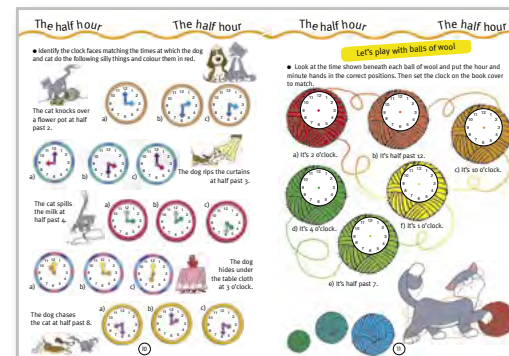 The half hour
The half hour
● Identify the clock faces matching the times at which the dog
and cat do the following silly things and colour them in red.
The cat knocks over
a flower pot at half
past 2.
a)
b)
c)
a)
b)
c)
The dog rips the curtains
at half past 3.
The cat spills
the milk at
half past 4.
a)
b)
c)
a)
b)
c)
The dog
hides under
the table cloth
at 3 o'clock.
The dog chases
the cat at half past 8.
a)
b)
c)
10
The half hour
The half hour
Let's play with balls of wool
● Look at the time shown beneath each ball of wool and put the hour and
minute hands in the correct positions. Then set the clock on the book cover
to match.
a) It's 2 o'clock.
b) It's half past 12.
c) It's 10 o'clock.
d) It's 4 o'clock.
f) It's 1 o'clock.
e) It's half past 7.
11